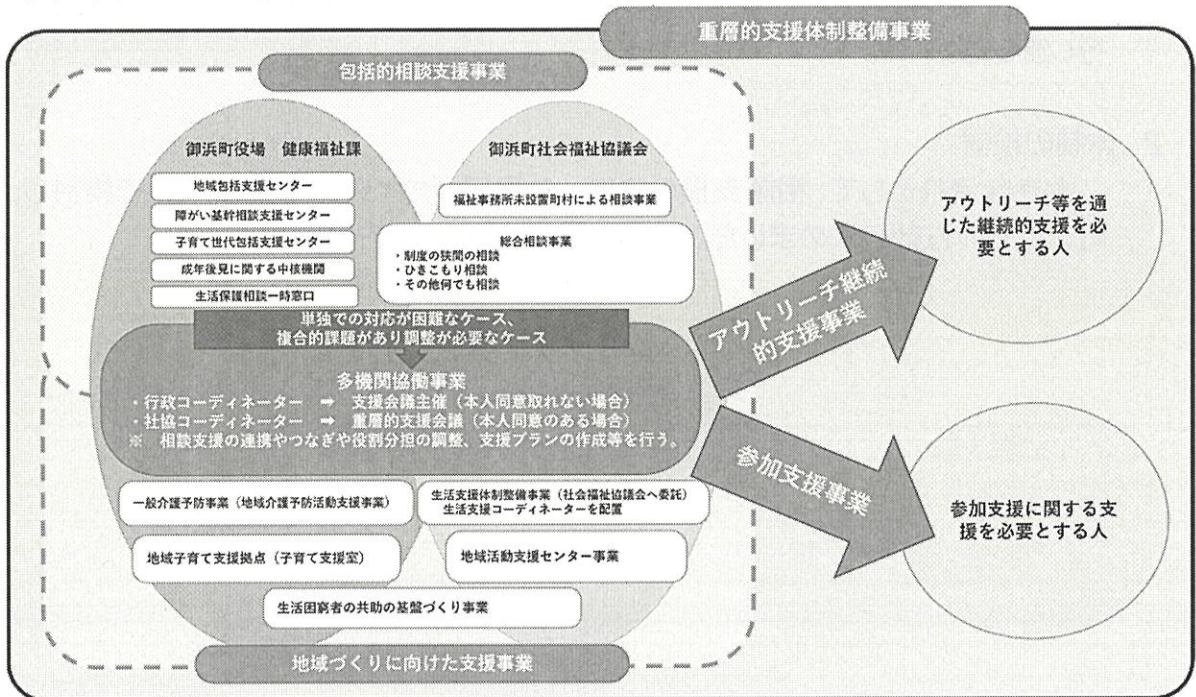 重層的支援体制整備事業
包括的相談支援事業
御浜町役場　健康福祉課
地域包括支援センター
障がい基幹相談支援センター
子育て世代包括支援センター
成年後見に関する中核機関
生活保護相談一時窓口
御浜町社会福祉協議会
福祉事務所未設置町村による相談事業
総合相談事業
・制度の狭間の相談
・ひきこもり相談
・その他何でも相談
単独での対応が困難なケース、
複合的課題があり調整が必要なケース
多機関協働事業
・行政コーディネーター　➡　支援会議主催（本人同意取れない場合）
・社協コーディネーター　➡　重層的支援会議（本人同意のある場合）
※　相談支援の連携やつなぎや役割分担の調整、支援プランの作成等を行う。
一般介護予防事業（地域介護予防活動支援事業）
生活支援体制整備事業（社会福祉協議会へ委託）
生活支援コーディネーターを配置
地域子育て支援拠点（子育て支援室）
地域活動支援センター事業
生活困窮者の共助の基盤づくり事業
地域づくりに向けた支援事業
アウトリーチ継続
的支援事業
アウトリーチ等を通
じた継続的支援を必
要とする人
参加支援事業
参加支援に関する支
援を必要とする人